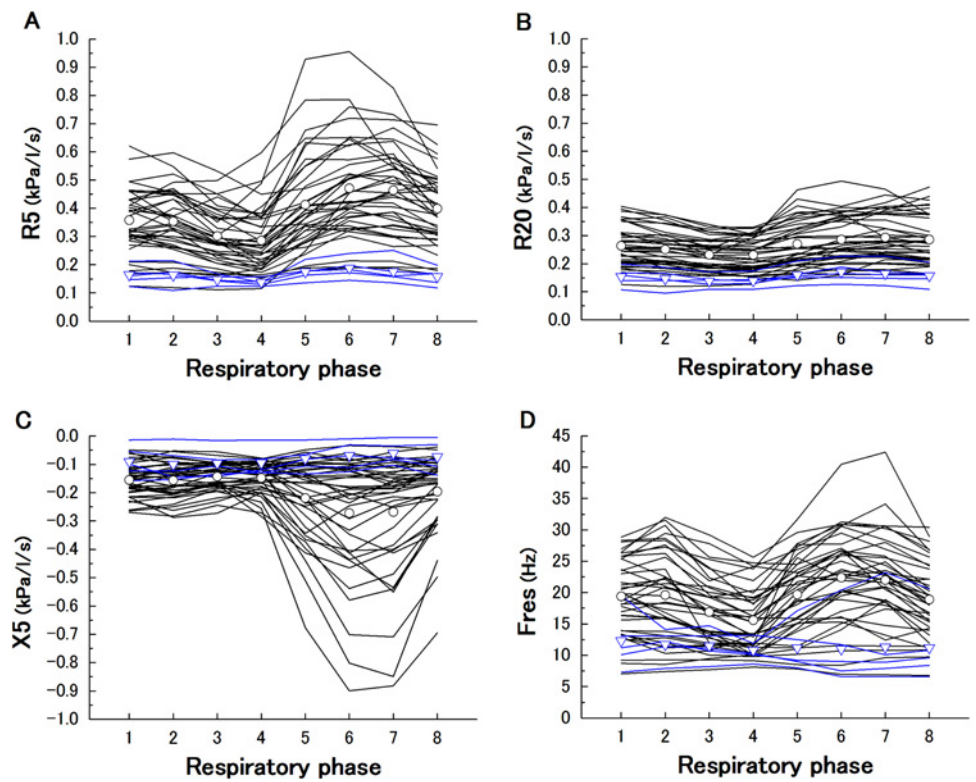 A
R5 (kPa/l/s)
1.0
0.9
0.8
0.7
0.6
0.5
0.4
0.3
0.2
0.1
0.0
1 2 3 4 5 6 7 8
Respiratory phase
B
R20 (kPa/l/s)
1.0
0.9
0.8
0.7
0.6
0.5
0.4
0.3
0.2
0.1
0.0
1 2 3 4 5 6 7 8
Respiratory phase
C
X5 (kPa/l/s)
0.0
-0.1
-0.2
-0.3
-0.4
-0.5
-0.6
-0.7
-0.8
-0.9
-1.0
1 2 3 4 5 6 7 8
Respiratory phase
D
Fres (Hz)
45
40
35
30
25
20
15
10
5
0
1 2 3 4 5 6 7 8
Respiratory phase